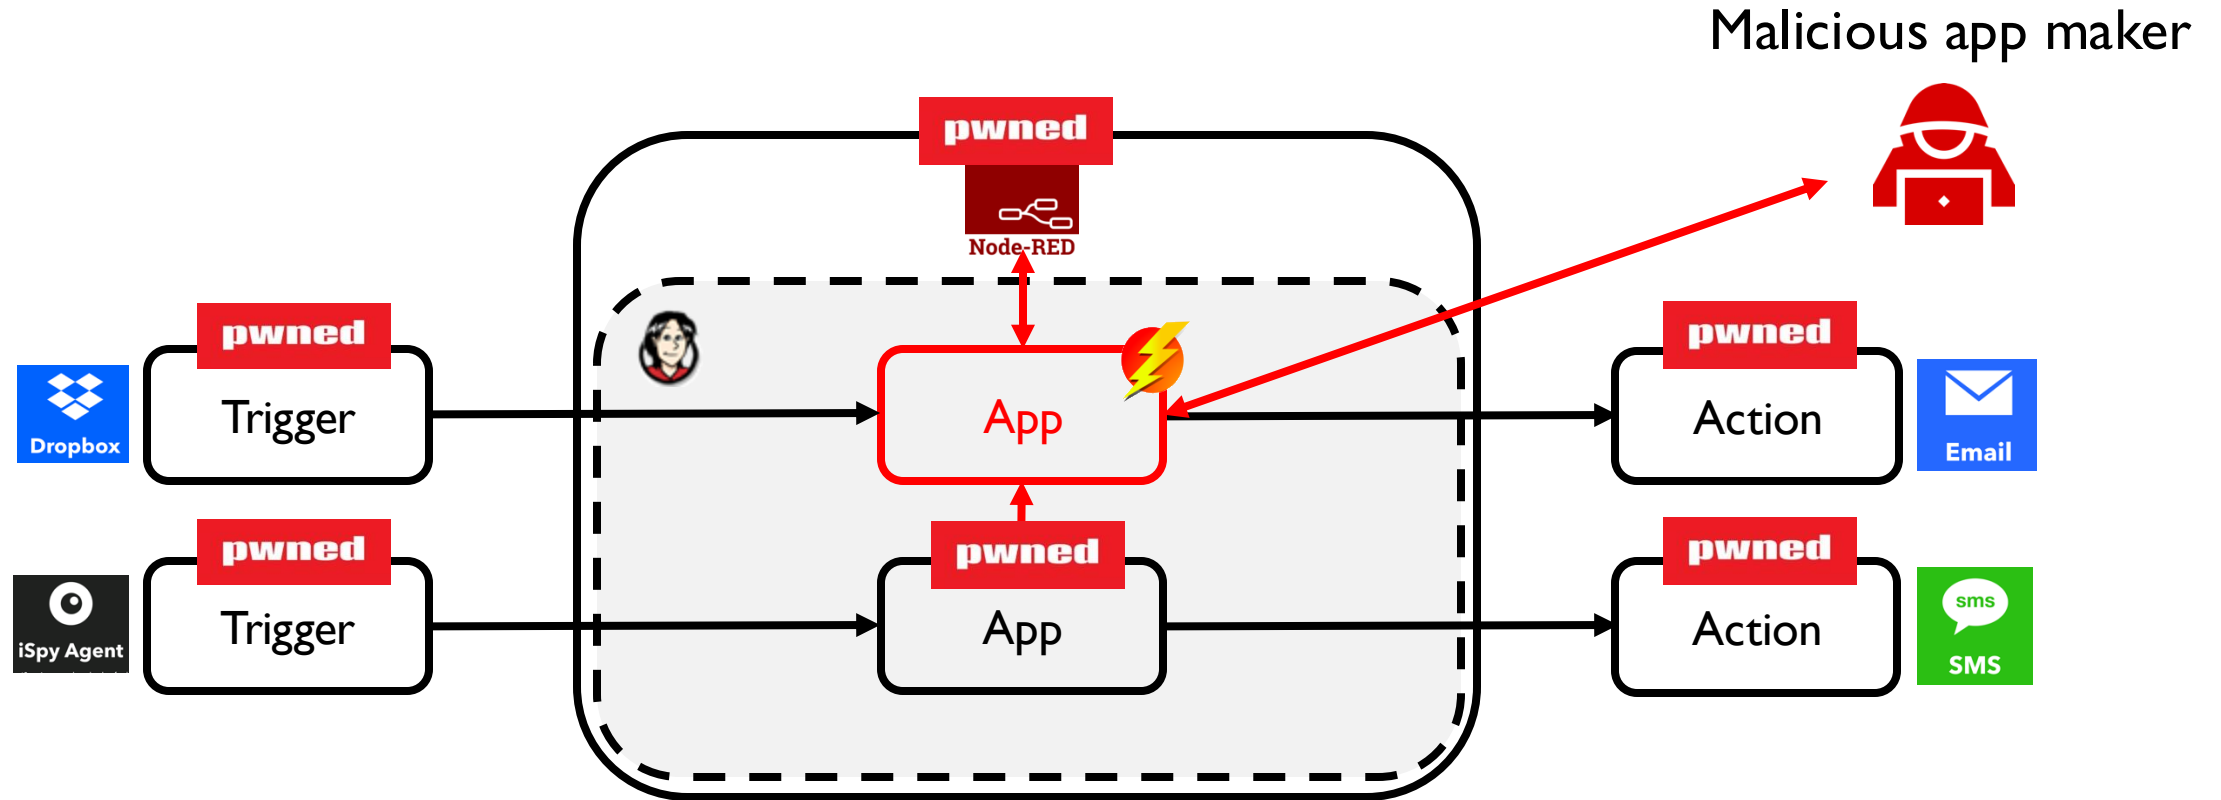 Malicious app maker
pwned
Node-RED
pwned
Trigger
Dropbox
App
pwned
Action
Email
pwned
Trigger
iSpy Agent
pwned
App
pwned
Action
sms
SMS